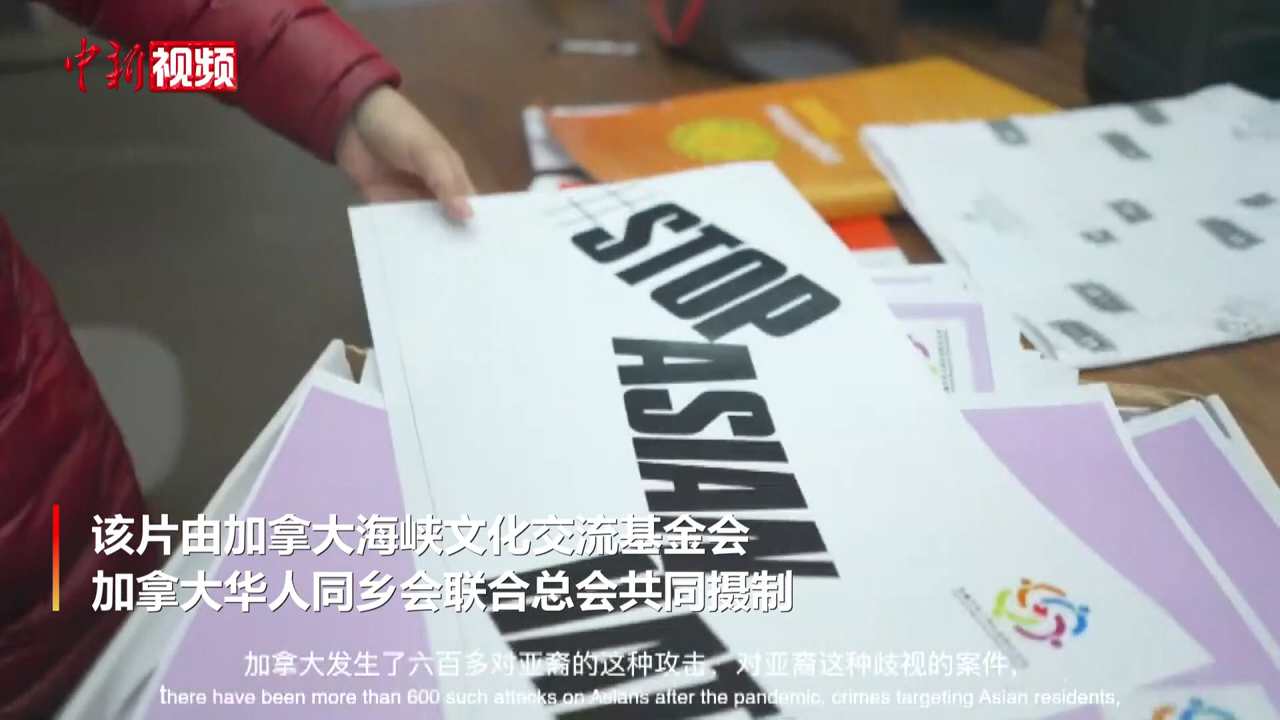 中新视频
STOP
ASIAN
该片由加拿大海峡文化交流基金会
加拿大华人同乡会联合总会共同摄制
加拿大发生了六百多对亚裔的这种攻击，对亚裔这种歧视的案件，
there have been more than 600 such attacks on Asians after the pandemic, crimes targeting Asian residents,